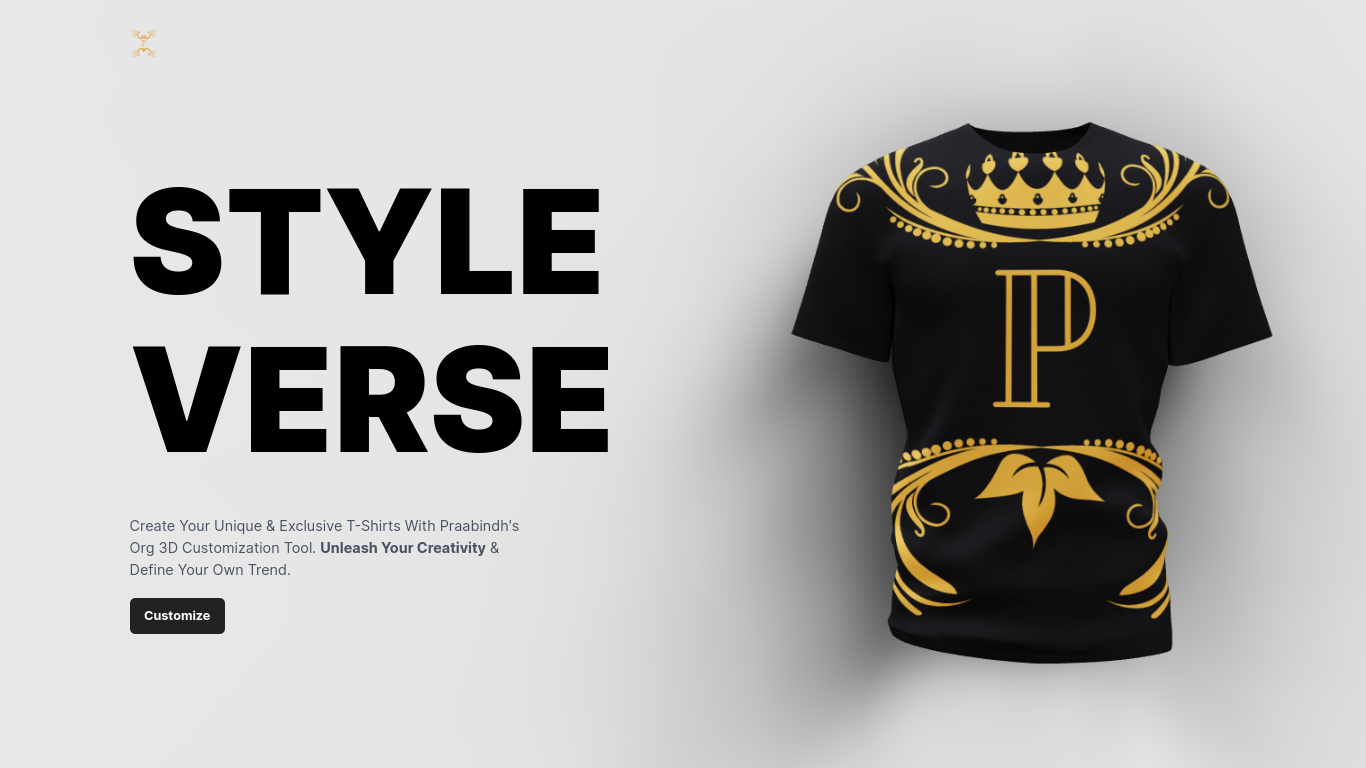 STYLE
VERSE
Create Your Unique & Exclusive T-Shirts With Praabindh's
Org 3D Customization Tool. Unleash Your Creativity &
Define Your Own Trend.
Customize
P